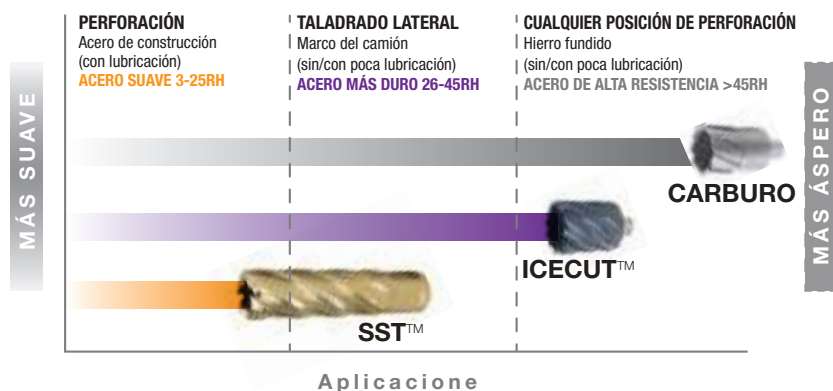 PERFORACIÓN
Acero de construcción
(con lubricación)
ACERO SUAVE 3-25RH
TALADRADO LATERAL
Marco del camión
(sin/con poca lubricación)
ACERO MÁS DURO 26-45RH
CUALQUIER POSICIÓN DE PERFORACIÓN
Hierro fundido
(sin/con poca lubricación)
ACERO DE ALTA RESISTENCIA >45RH
MÁS SUAVE
MÁS ÁSPERO
CARBURO
ICECUT™
SST™
Aplicacione